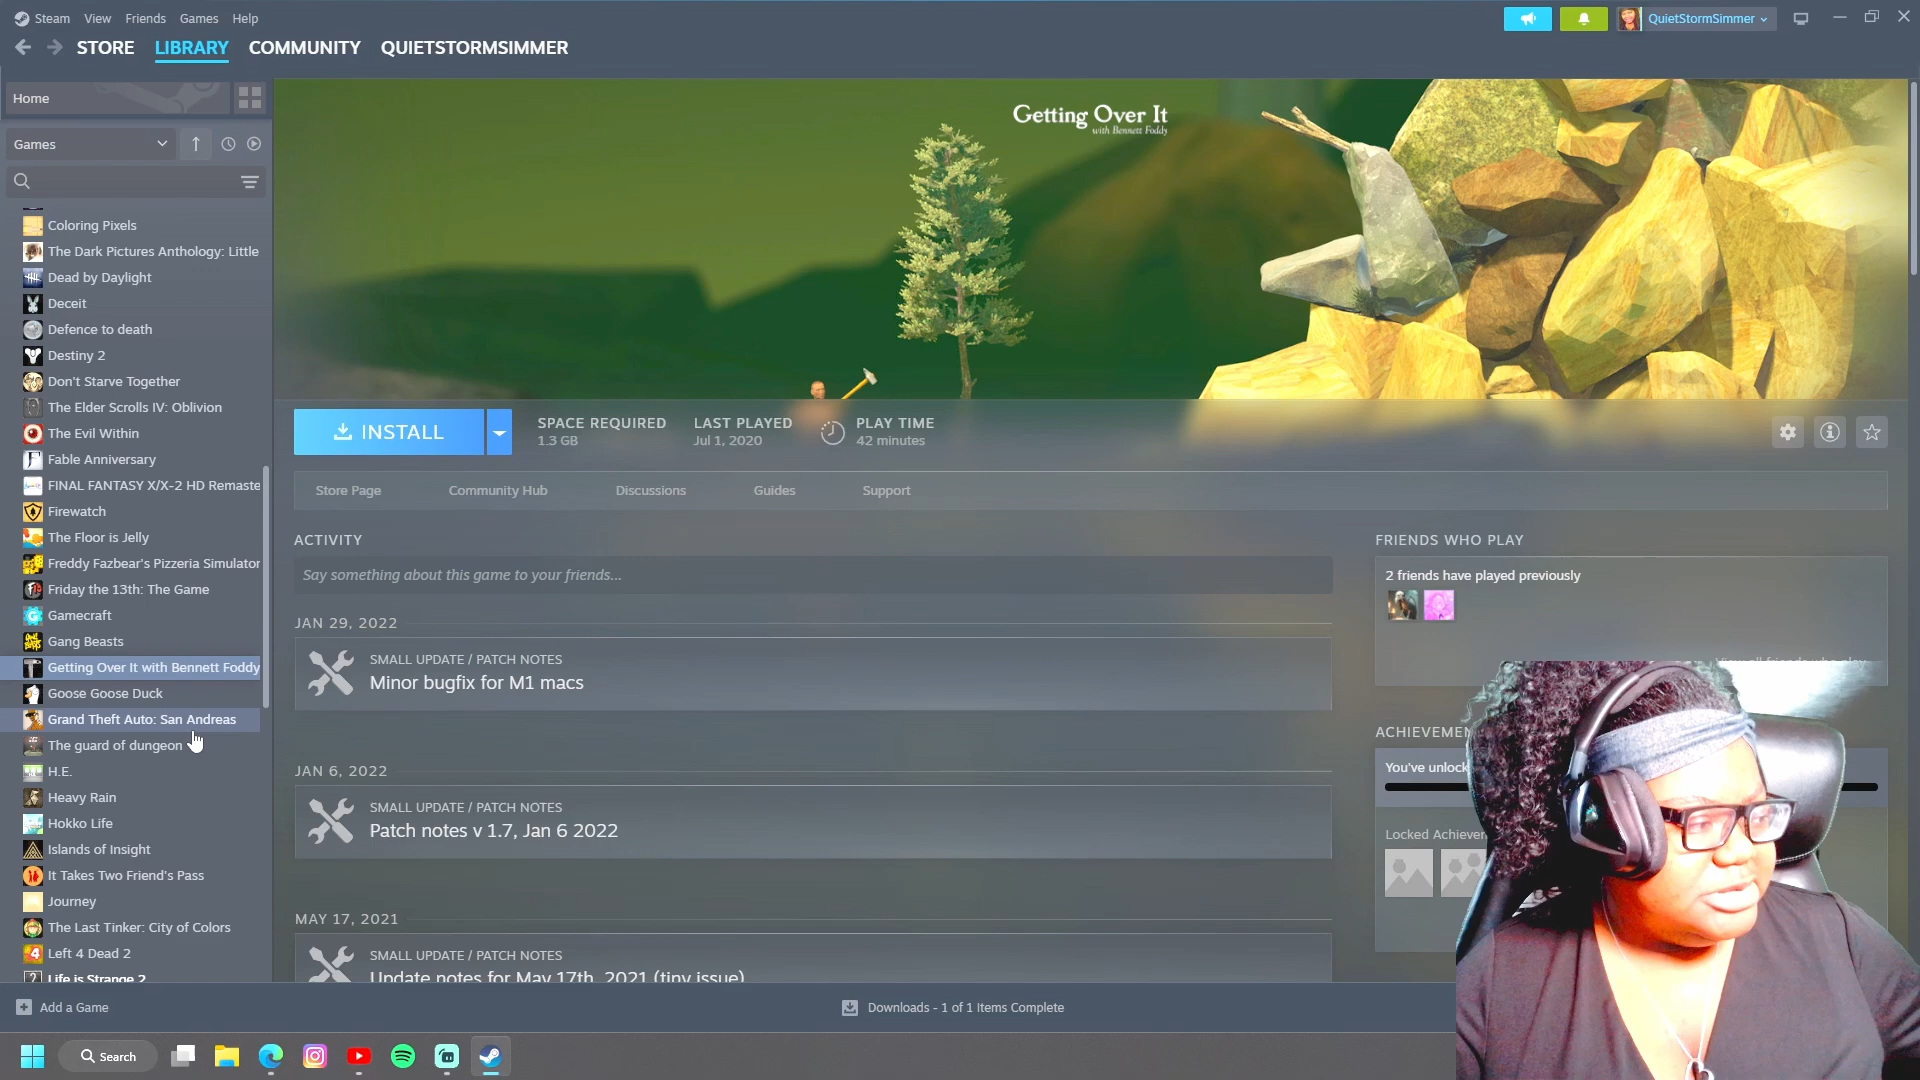 Steam View Friends Games Help
QuietStormSimmer
STORE LIBRARY COMMUNITY QUIETSTORMSIMMER
Home
Games
Coloring Pixels
The Dark Pictures Anthology: Little
Dead by Daylight
Deceit
Defence to death
Destiny 2
Don't Starve Together
The Elder Scrolls IV: Oblivion
The Evil Within
Fable Anniversary
FINAL FANTASY X/X-2 HD Remaste
Firewatch
The Floor is Jelly
Freddy Fazbear's Pizzeria Simulator
Friday the 13th: The Game
Gamecraft
Gang Beasts
Getting Over It with Bennett Foddy
Goose Goose Duck
Grand Theft Auto: San Andreas
The guard of dungeon
H.E.
Heavy Rain
Hokko Life
Islands of Insight
It Takes Two Friend's Pass
Journey
The Last Tinker: City of Colors
Left 4 Dead 2
Life is Strange 2
Getting Over It
with Bennett Foddy
INSTALL
SPACE REQUIRED
1.3 GB
LAST PLAYED
Jul 1, 2020
PLAY TIME
42 minutes
Store Page Community Hub Discussions Guides Support
ACTIVITY
Say something about this game to your friends...
JAN 29, 2022
SMALL UPDATE / PATCH NOTES
Minor bugfix for M1 macs
JAN 6, 2022
SMALL UPDATE / PATCH NOTES
Patch notes v 1.7, Jan 6 2022
MAY 17, 2021
SMALL UPDATE / PATCH NOTES
Update notes for May 17th, 2021 (tiny issue)
FRIENDS WHO PLAY
2 friends have played previously
View all friends who play
ACHIEVEMEN
You've unlock
Locked Achiever
Add a Game
Downloads - 1 of 1 Items Complete
Search